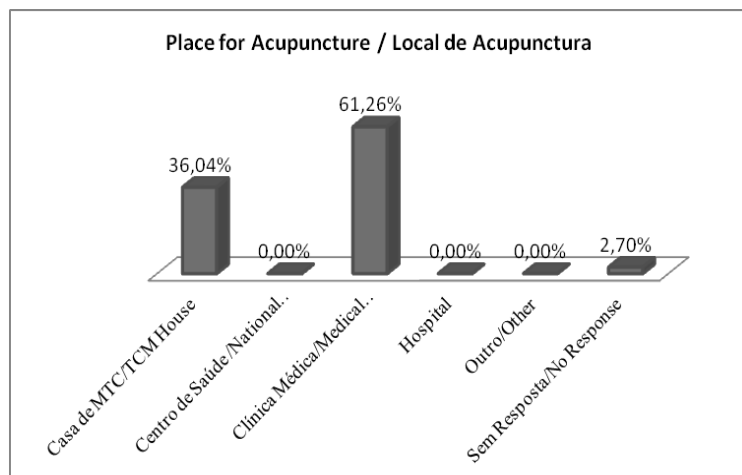 Place for Acupuncture / Local de Acupunctura
61,26%
36,04%
0,00%
0,00%
0,00%
2,70%
Casa de MTC/TCM House
Centro de Saúde /National..
Clínica Médica/Medical...
Hospital
Outro/Other
Sem Resposta/No Response